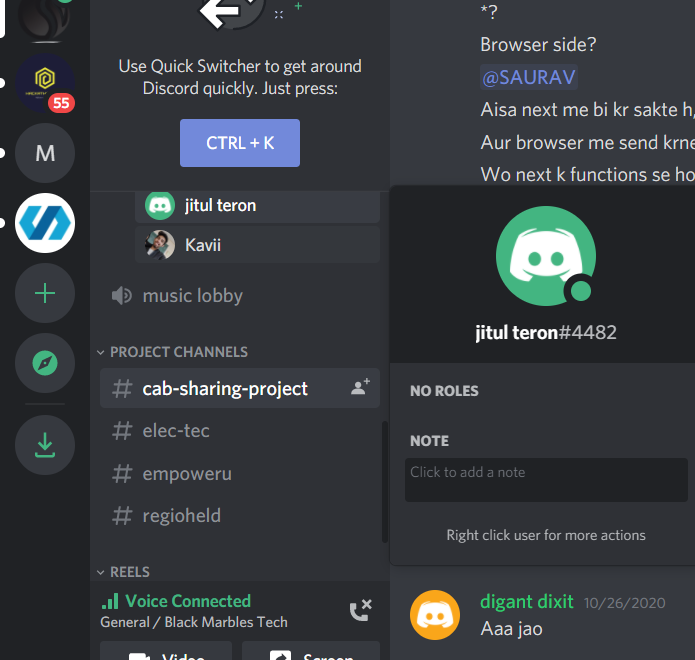 55
M
Use Quick Switcher to get around
Discord quickly. Just press:
CTRL + K
jitul teron
Kavii
music lobby
PROJECT CHANNELS
# cab-sharing-project
# elec-tec
# empoweru
# regioheld
REELS
Voice Connected
General / Black Marbles Tech
Video
Screen
*?
Browser side?
@SAURAV
Aisa next me bi kr sakte h,
Aur browser me send krne
Wo next k functions se ho
jitul teron#4482
NO ROLES
NOTE
Click to add a note
Right click user for more actions
digant dixit 10/26/2020
Aaa jao